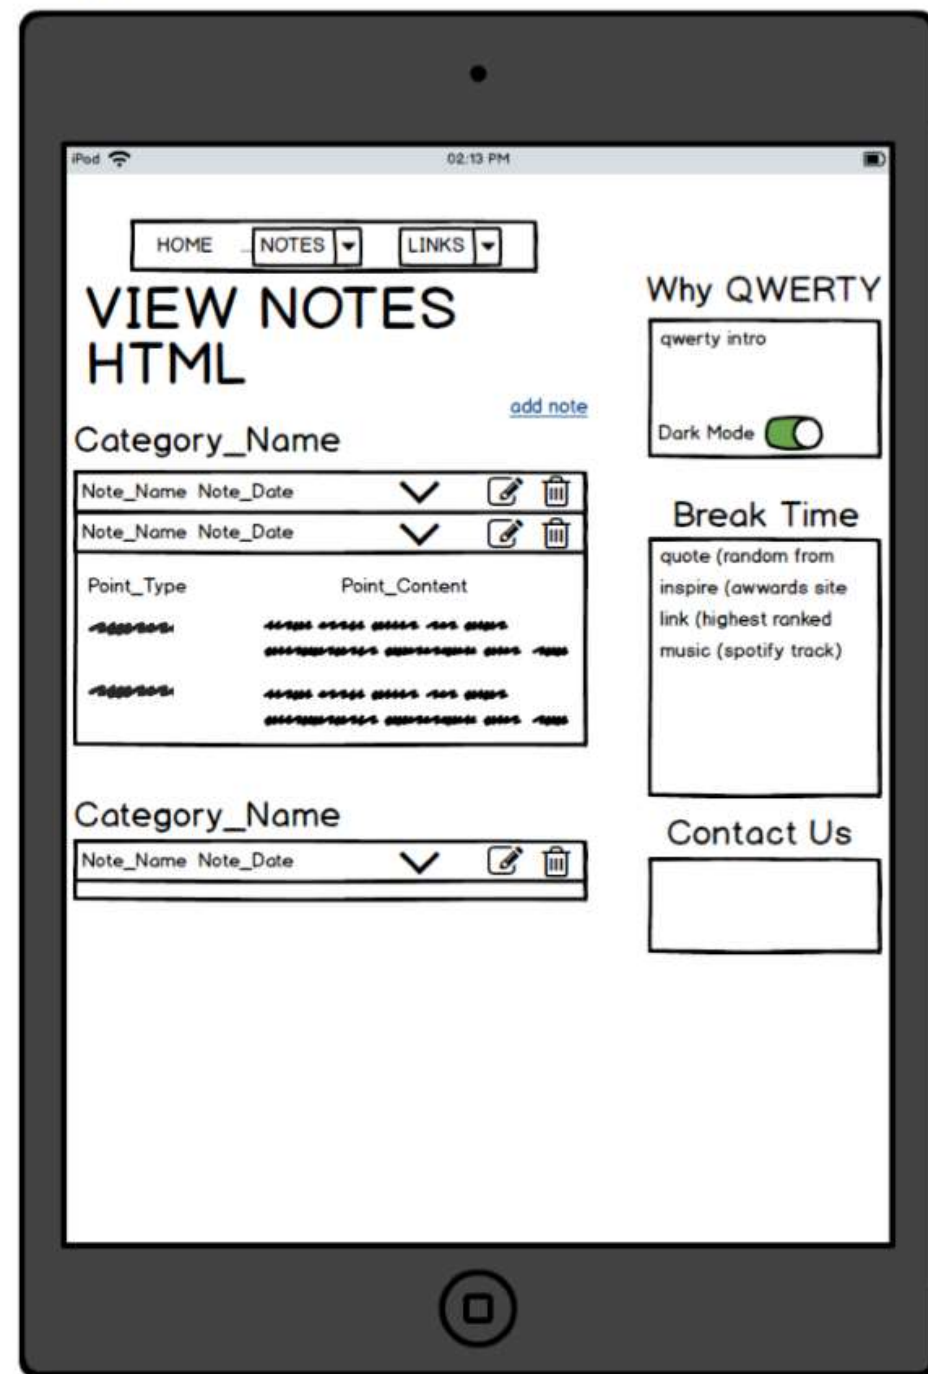 iPod 02:13 PM
HOME NOTES LINKS
VIEW NOTES
HTML
add note
Category_Name
Note_Name Note_Date
Note_Name Note_Date
Point_Type Point_Content
Category_Name
Note_Name Note_Date
Why QWERTY
qwerty intro
Dark Mode
Break Time
quote (random from
inspire (awwards site
link (highest ranked
music (spotify track)
Contact Us